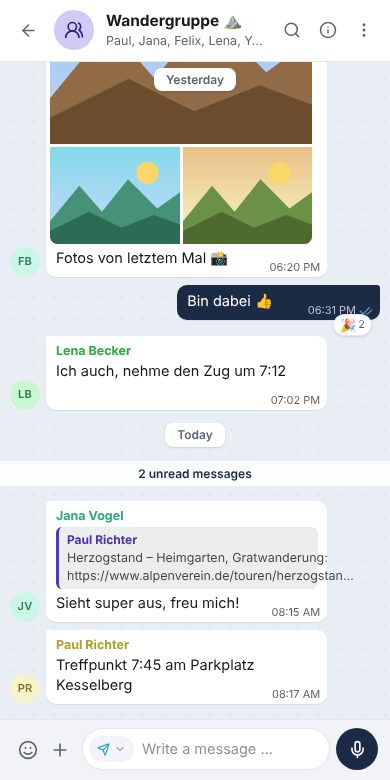 Wandergruppe ⛰️
Paul, Jana, Felix, Lena, Y...
Yesterday
Fotos von letztem Mal 📸
06:20 PM
FB
Bin dabei 👍
06:31 PM
🎉 2
Lena Becker
Ich auch, nehme den Zug um 7:12
07:02 PM
LB
Today
2 unread messages
Jana Vogel
Paul Richter
Herzogstand – Heimgarten, Gratwanderung:
https://www.alpenverein.de/touren/herzogstan...
Sieht super aus, freu mich!
08:15 AM
JV
Paul Richter
Treffpunkt 7:45 am Parkplatz
Kesselberg
08:17 AM
PR
Write a message ...